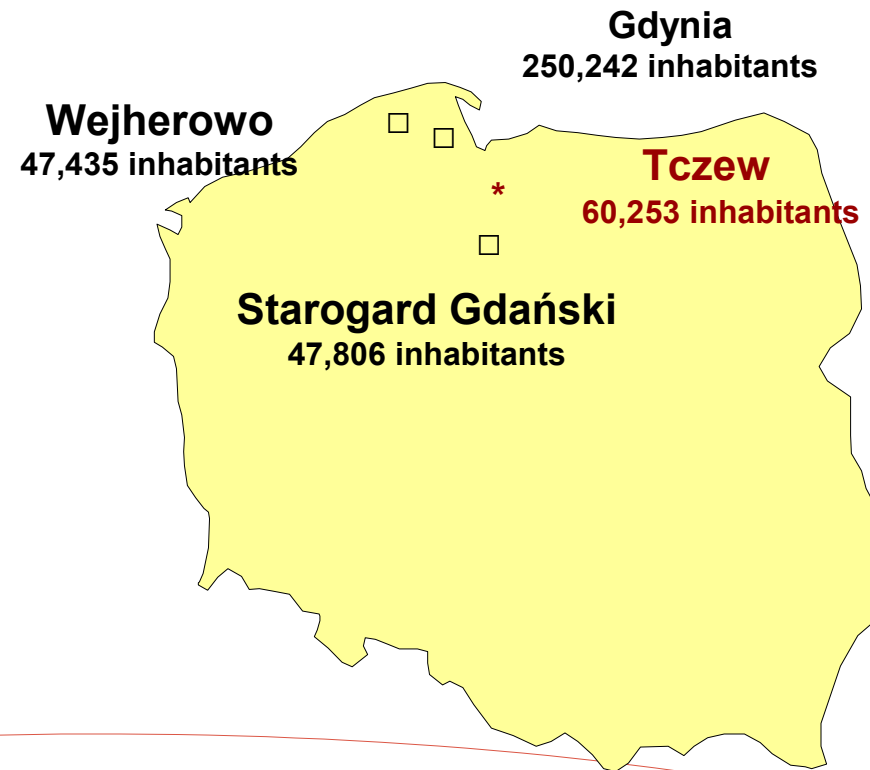 Gdynia
250,242 inhabitants
Wejherowo
47,435 inhabitants
Tczew
60,253 inhabitants
*
Starogard Gdański
47,806 inhabitants